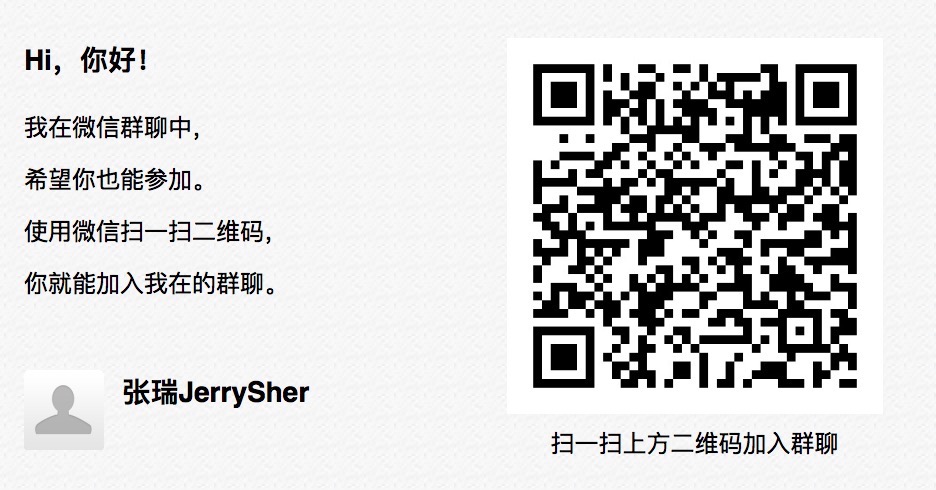 Hi，你好！
我在微信群聊中，
希望你也能参加。
使用微信扫一扫二维码，
你就能加入我在的群聊。
张瑞JerrySher
扫一扫上方二维码加入群聊